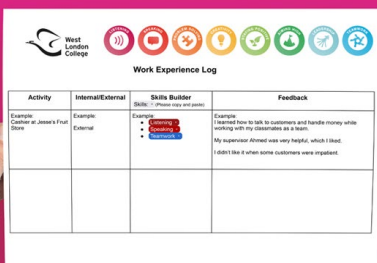 West
London
College
Work Experience Log
Activity
Internal/External
Skills Builder
Skills: (Please copy and paste)
Feedback
Example:
Cashier at Jesse's Fruit
Store
Example:
External
Example:
Listening
Speaking
Teamwork
Example:
I learned how to talk to customers and handle money while
working with my classmates as a team.
My supervisor Ahmed was very helpful, which I liked.
I didn't like it when some customers were impatient.